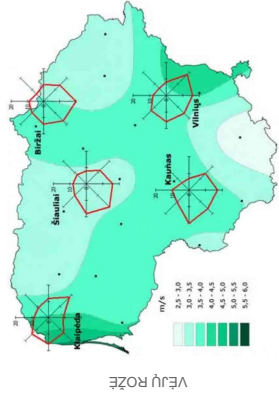 VĖJŲ ROŽĖ
Klaipėda
Šiauliai
Biržai
Kaunas
Vilnius
m/s
2,5 - 3,0
3,0 - 3,5
3,5 - 4,0
4,0 - 4,5
4,5 - 5,0
5,0 - 5,5
5,5 - 6,0